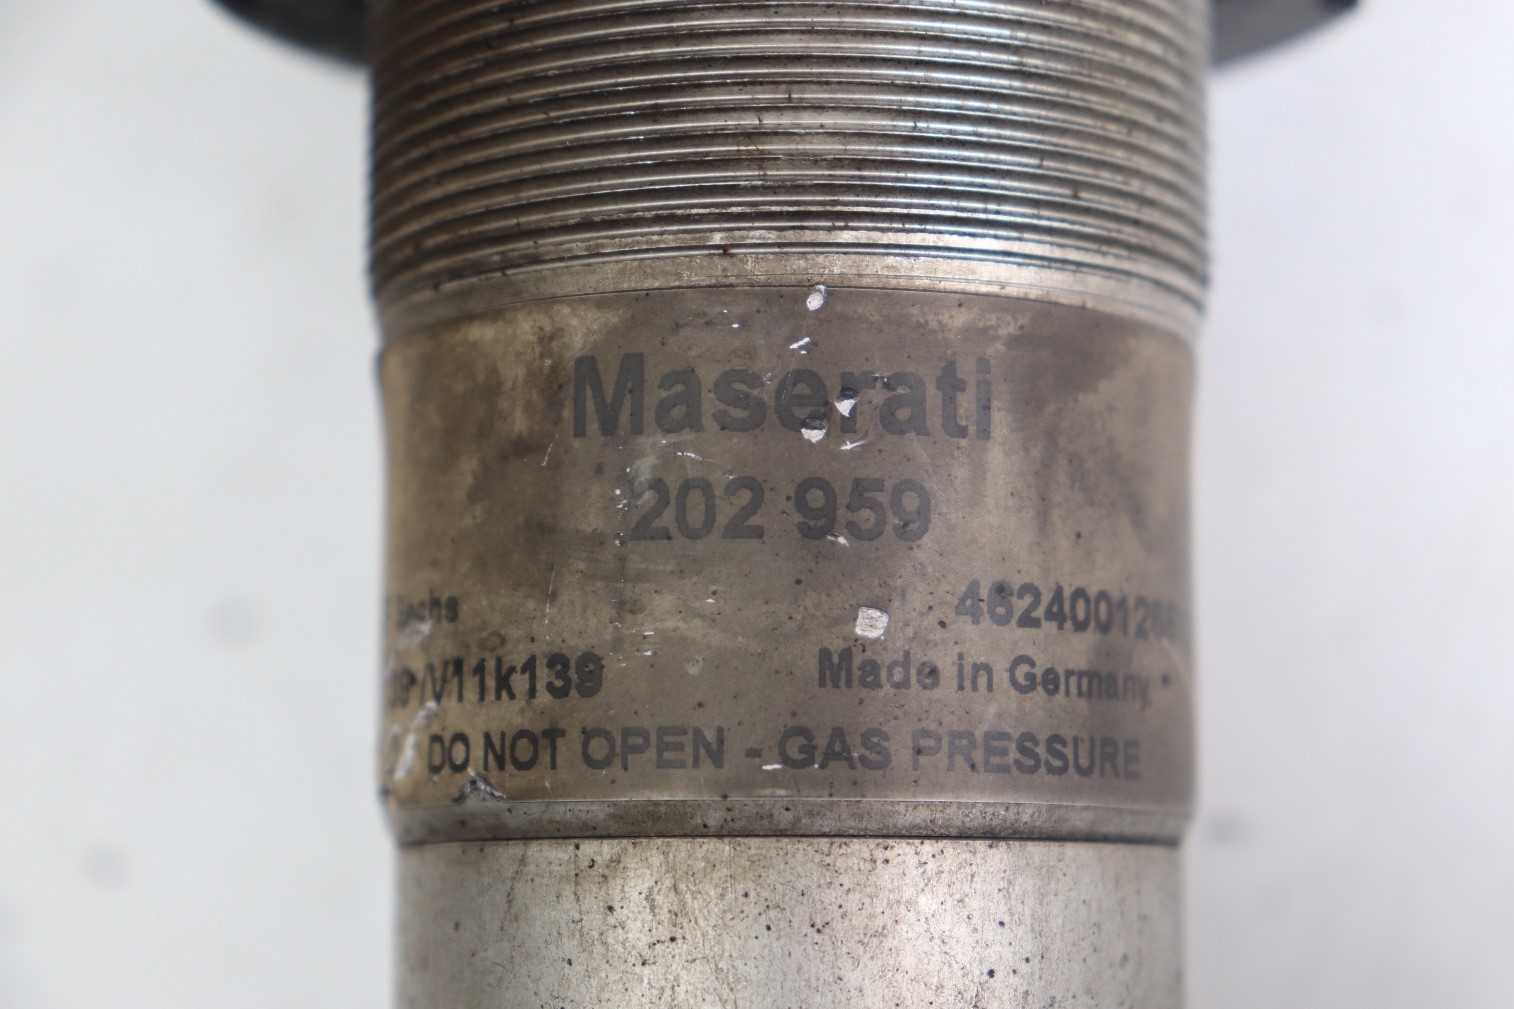 Maserati
202 959
Sachs
Made in Germany
DO NOT OPEN - GAS PRESSURE